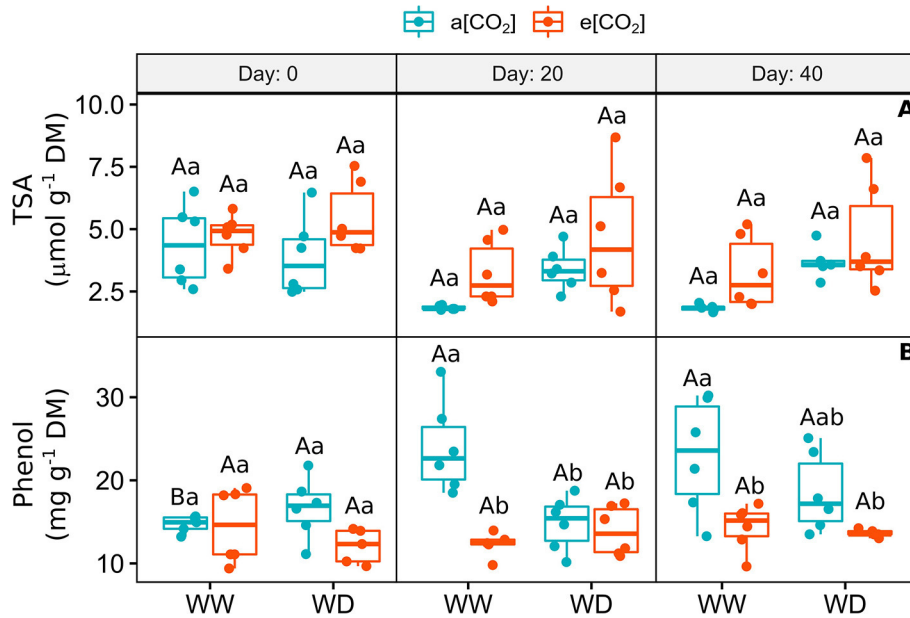 a[CO₂] e[CO₂]
Day: 0 Day: 20 Day: 40
A
TSA
(μmol g⁻¹ DM)
10.0
7.5
5.0
2.5
Aa Aa Aa Aa
Aa Aa Aa Aa
Aa Aa Aa Aa
B
Phenol
(mg g⁻¹ DM)
30
20
10
Ba Aa Aa Aa
Aa Ab Ab Ab
Aa Ab Aab Ab
WW WD WW WD WW WD